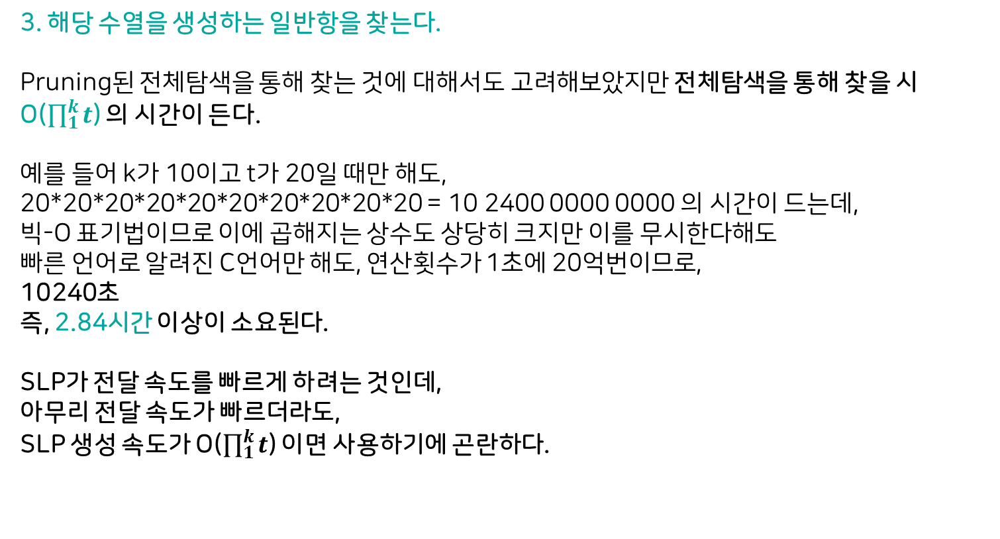 3. 해당 수열을 생성하는 일반항을 찾는다.
Pruning된 전체탐색을 통해 찾는 것에 대해서도 고려해보았지만 전체탐색을 통해 찾을 시
O(∏₁ᵏ t) 의 시간이 든다.
예를 들어 k가 10이고 t가 20일 때만 해도,
20*20*20*20*20*20*20*20*20*20 = 10 2400 0000 0000 의 시간이 드는데,
빅-O 표기법이므로 이에 곱해지는 상수도 상당히 크지만 이를 무시한다해도
빠른 언어로 알려진 C언어만 해도, 연산횟수가 1초에 20억번이므로,
10240초
즉, 2.84시간 이상이 소요된다.
SLP가 전달 속도를 빠르게 하려는 것인데,
아무리 전달 속도가 빠르더라도,
SLP 생성 속도가 O(∏₁ᵏ t) 이면 사용하기에 곤란하다.